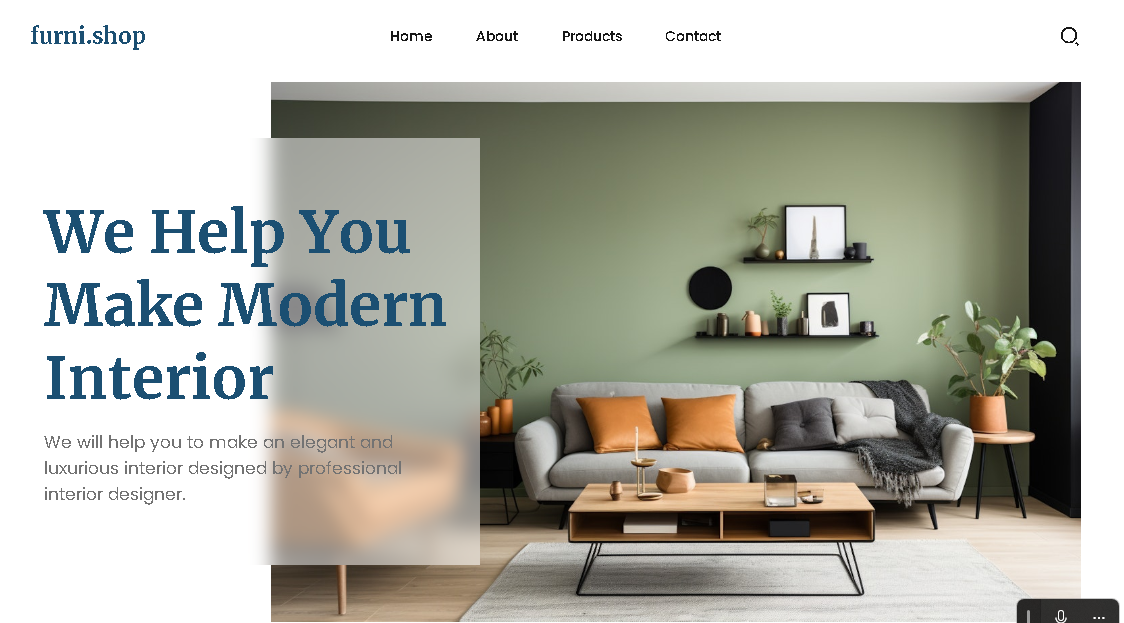 furni.shop
Home About Products Contact
We Help You
Make Modern
Interior
We will help you to make an elegant and
luxurious interior designed by professional
interior designer.